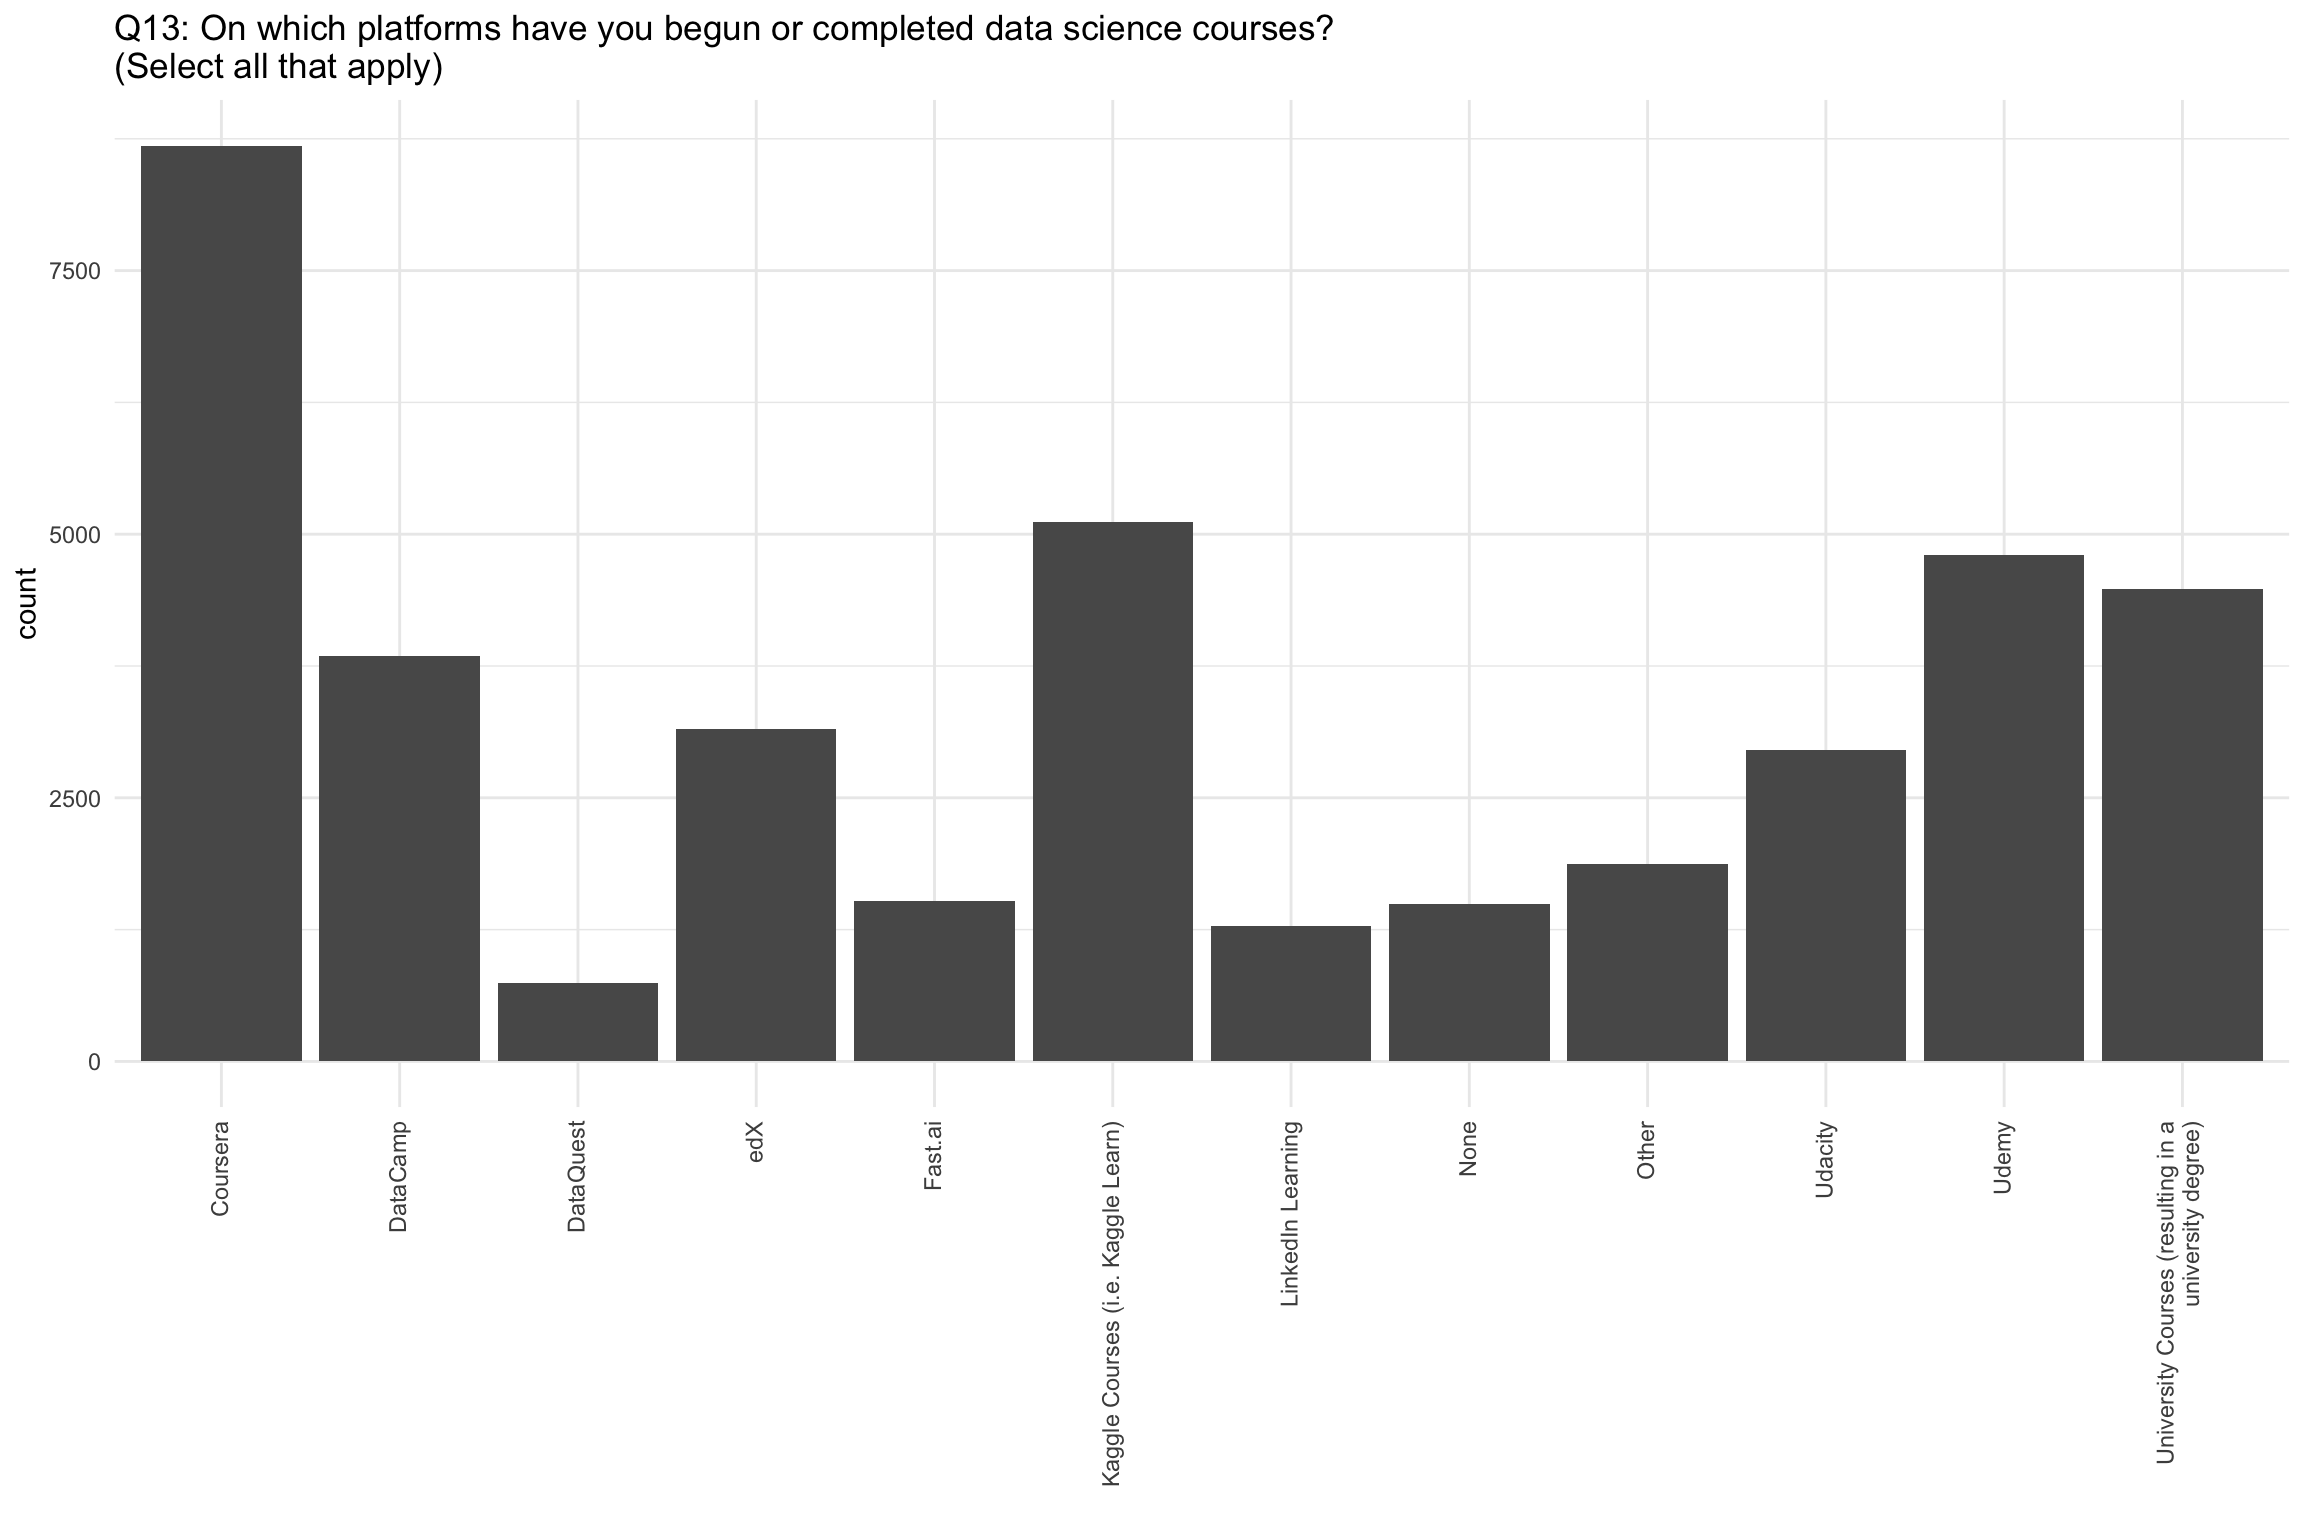 Q13: On which platforms have you begun or completed data science courses?
(Select all that apply)
count
7500
5000
2500
0
Coursera
DataCamp
DataQuest
edX
Fast.ai
Kaggle Courses (i.e. Kaggle Learn)
LinkedIn Learning
None
Other
Udacity
Udemy
University Courses (resulting in a
university degree)